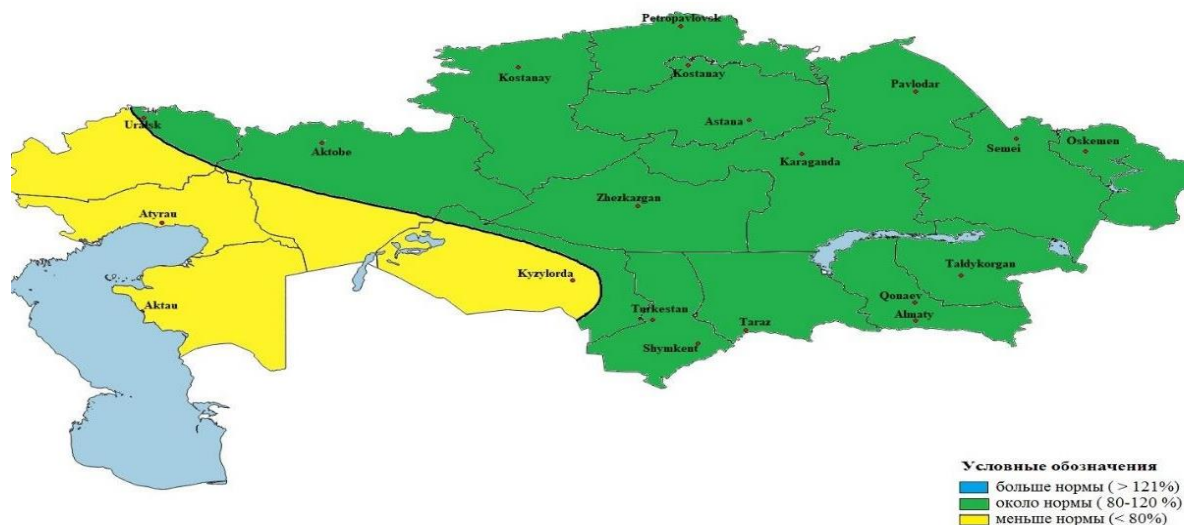 Petropavlovsk
Kostanay
Kostanay
Pavlodar
Uralsk
Astana
Aktobe
Karaganda
Semei
Oskemen
Zhezkazgan
Atyrau
Kyzylorda
Taldykorgan
Aktau
Qonaev
Turkestan
Taraz
Almaty
Shymkent
Условные обозначения
больше нормы ( > 121%)
около нормы ( 80-120 %)
меньше нормы (< 80%)